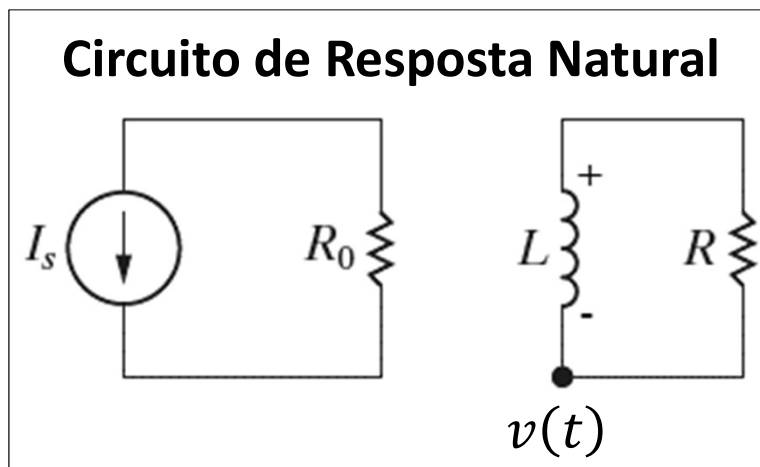 Circuito de Resposta Natural
I_s
R_0
L
+
-
R
v(t)